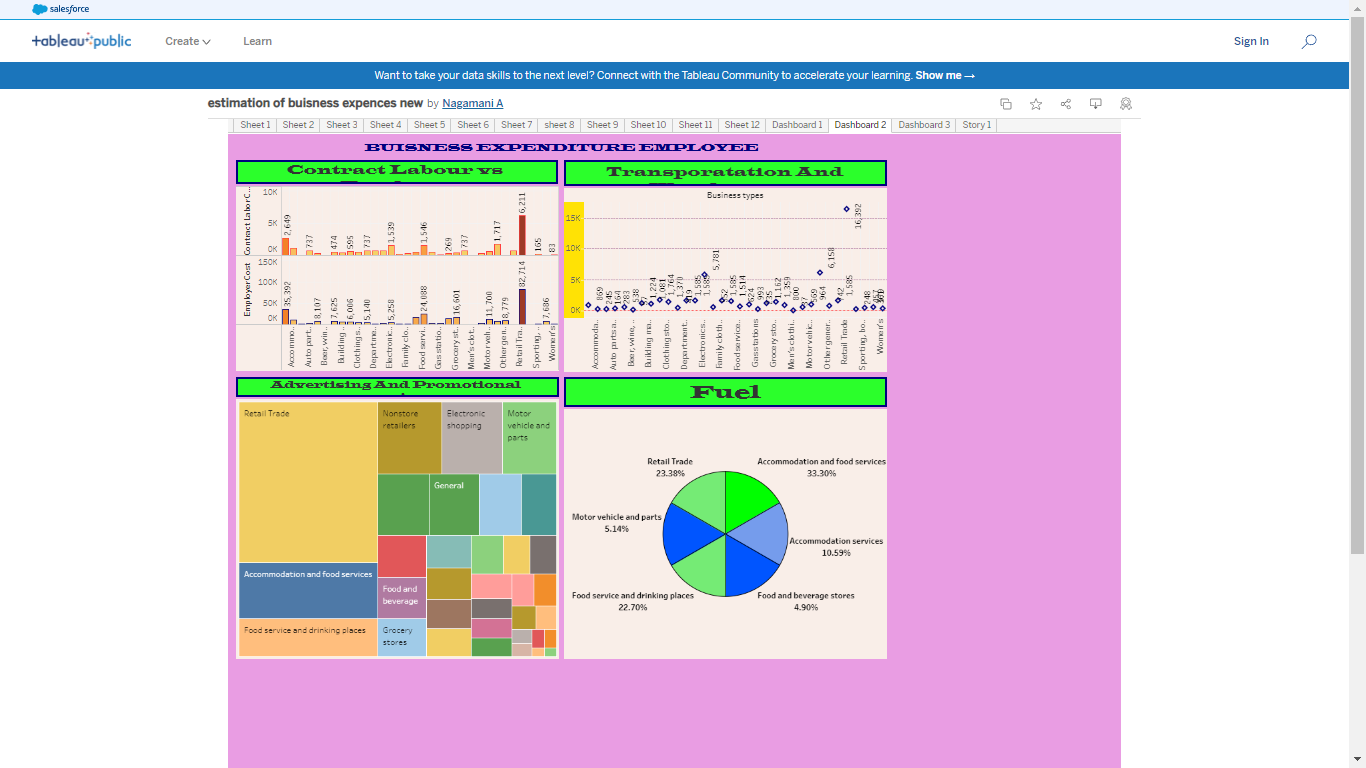 salesforce
+ableau public
Create
Learn
Sign In
Want to take your data skills to the next level? Connect with the Tableau Community to accelerate your learning. Show me →
estimation of buisness expences new by Nagamani A
Sheet 1
Sheet 2
Sheet 3
Sheet 4
Sheet 5
Sheet 6
Sheet 7
sheet 8
Sheet 9
Sheet 10
Sheet 11
Sheet 12
Dashboard 1
Dashboard 2
Dashboard 3
Story 1
BUISNESS EXPENDITURE EMPLOYEE
Contract Labour vs
Contract Labor C...
10K
5K
0K
2,649
737
474
595
737
1,539
1,546
269
737
1,717
6,211
165
83
Employer Cost
150K
100K
50K
0K
35,392
8,107
7,625
6,006
5,140
5,258
24,088
16,601
11,700
8,779
82,714
7,686
Accommo..
Auto part..
Beer, win..
Building ..
Clothing s..
Departme..
Electronic..
Family clo..
Food servi..
Gas statio..
Grocery st..
Men's clot..
Motor veh..
Other gen..
Retail Tra..
Sporting, ..
Women's ..
Transporatation And
Business types
15K
10K
5K
0K
869
245
164
283
538
1,224
1,081
1,764
1,370
1,585
1,585
5,781
1,585
1,514
624
993
1,162
1,359
800
569
964
6,158
1,585
16,392
248
Accommoda..
Auto parts a..
Beer, wine, ..
Building ma..
Clothing sto..
Department..
Electronics..
Family cloth..
Food service..
Gas stations
Grocery sto..
Men's clothi..
Motor vehic..
Other gener..
Retail Trade
Sporting, ho..
Women's
Advertising And Promotional
Retail Trade
Nonstore
retailers
Electronic
shopping
Motor
vehicle and
parts
General
Accommodation and food services
Food and
beverage
Food service and drinking places
Grocery
stores
Fuel
Retail Trade
23.38%
Accommodation and food services
33.30%
Motor vehicle and parts
5.14%
Accommodation services
10.59%
Food service and drinking places
22.70%
Food and beverage stores
4.90%